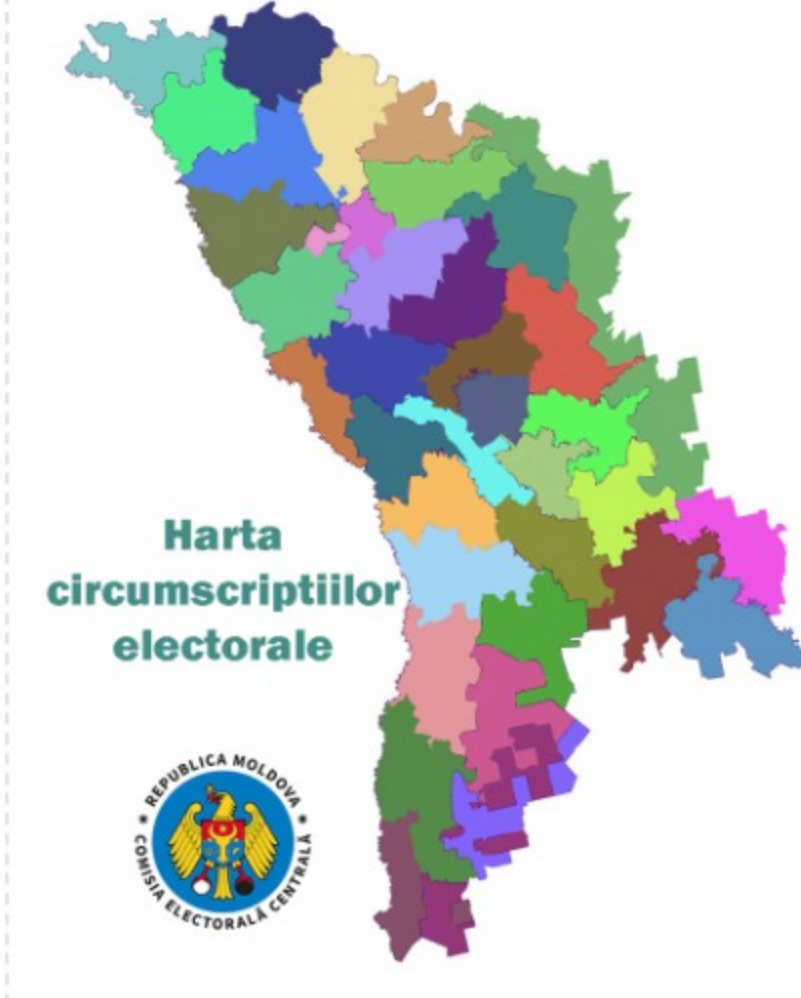 Harta
circumscriptiilor
electorale
REPUBLICA MOLDOVA
COMISIA ELECTORALĂ CENTRALĂ